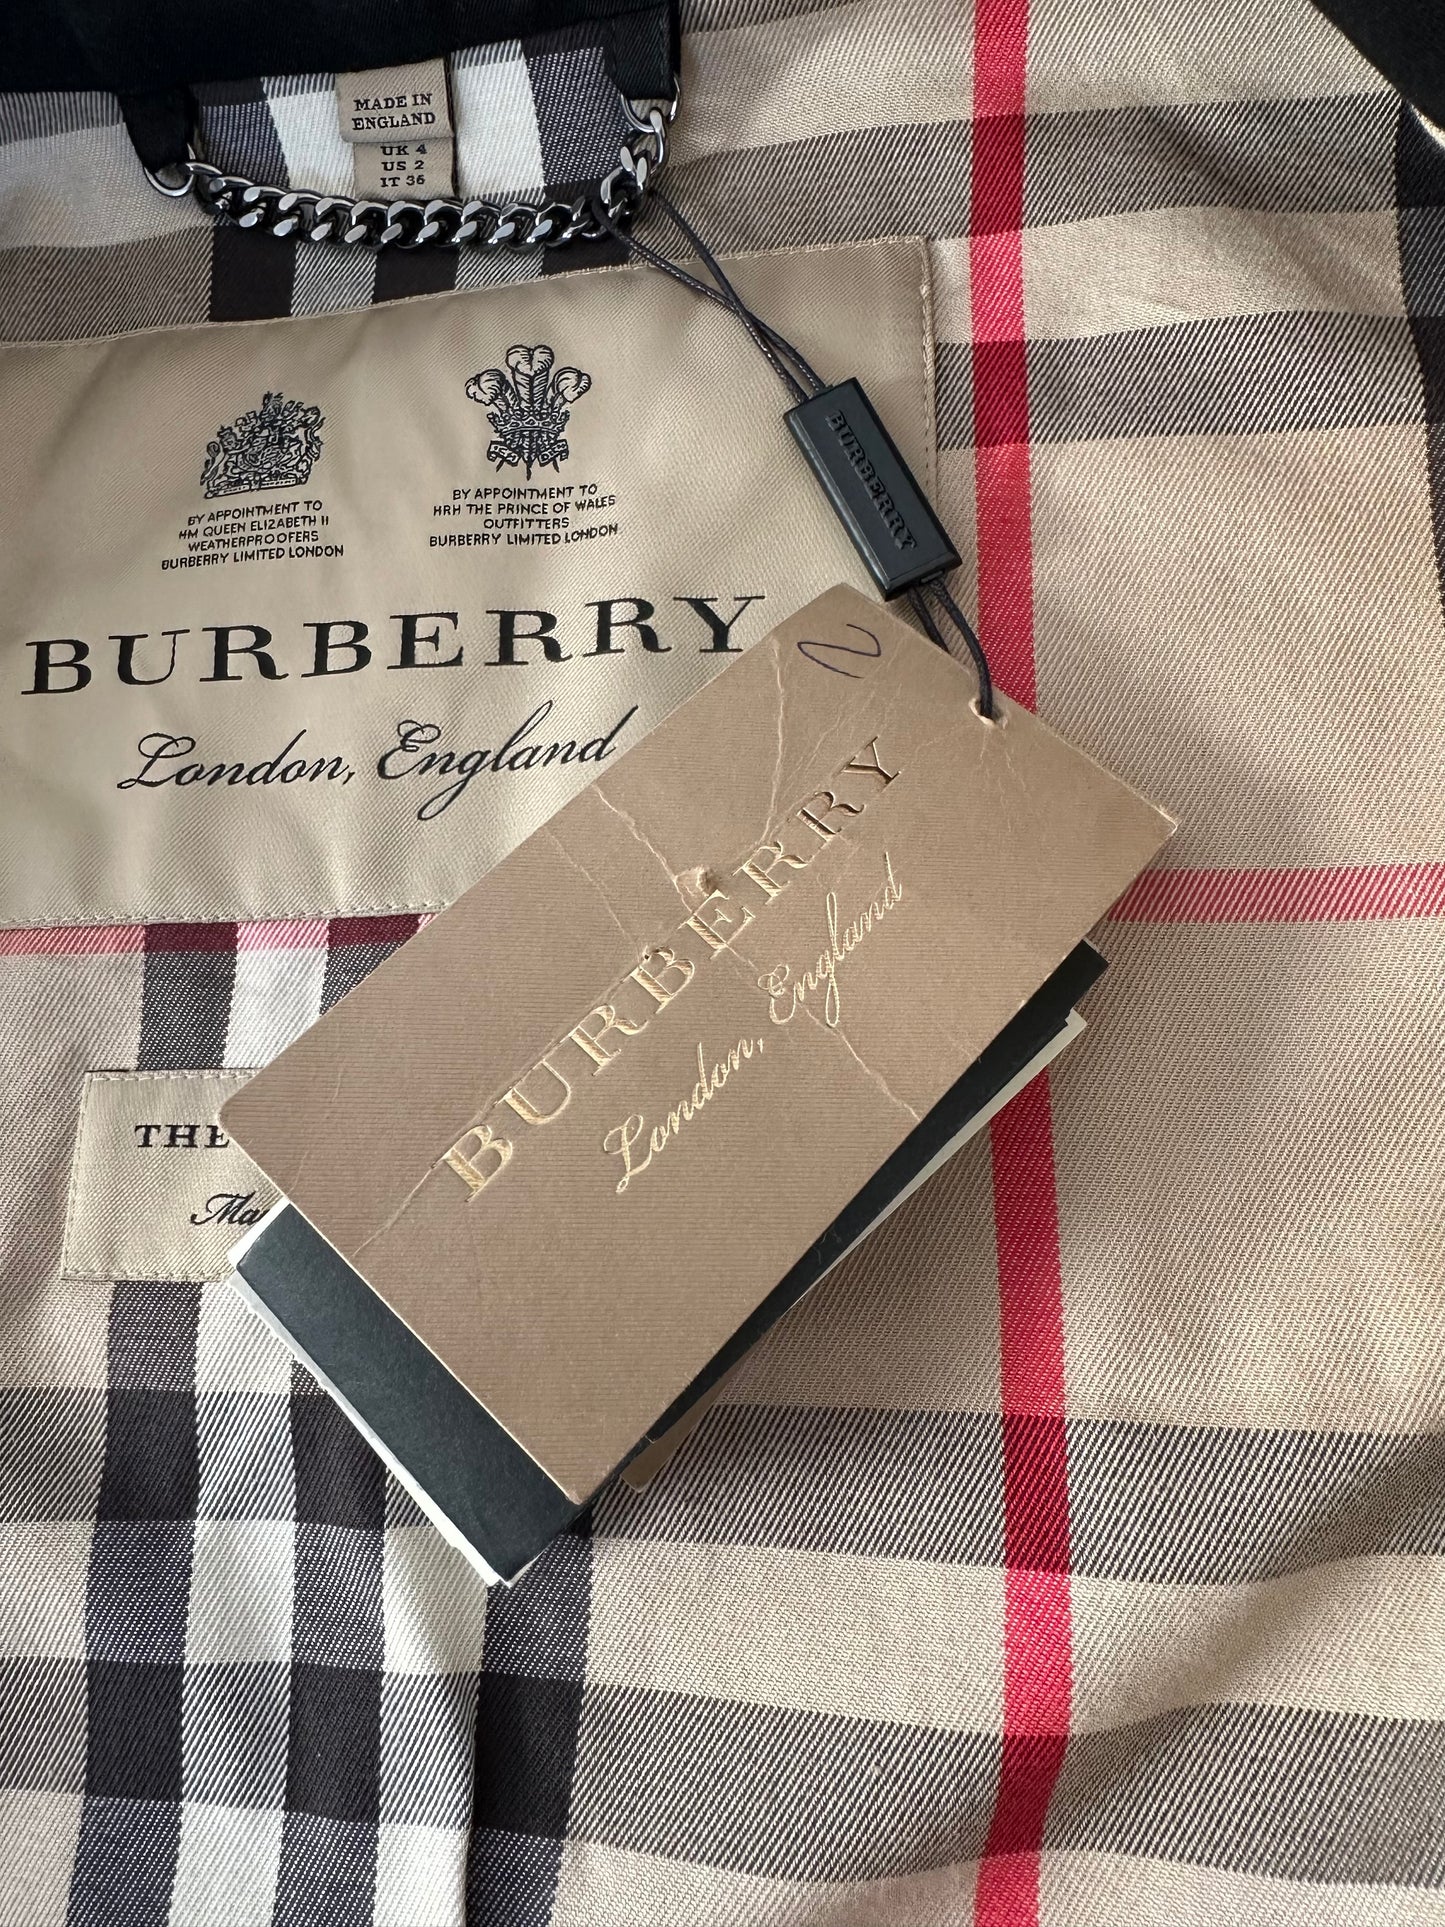 MADE IN
ENGLAND
UK 4
US 2
IT 36
BY APPOINTMENT TO
HM QUEEN ELIZABETH II
WEATHERPROOFERS
BURBERRY LIMITED LONDON
BY APPOINTMENT TO
HRH THE PRINCE OF WALES
OUTFITTERS
BURBERRY LIMITED LONDON
BURBERRY
London, England
BURBERRY
BURBERRY
London, England
THE
Ma